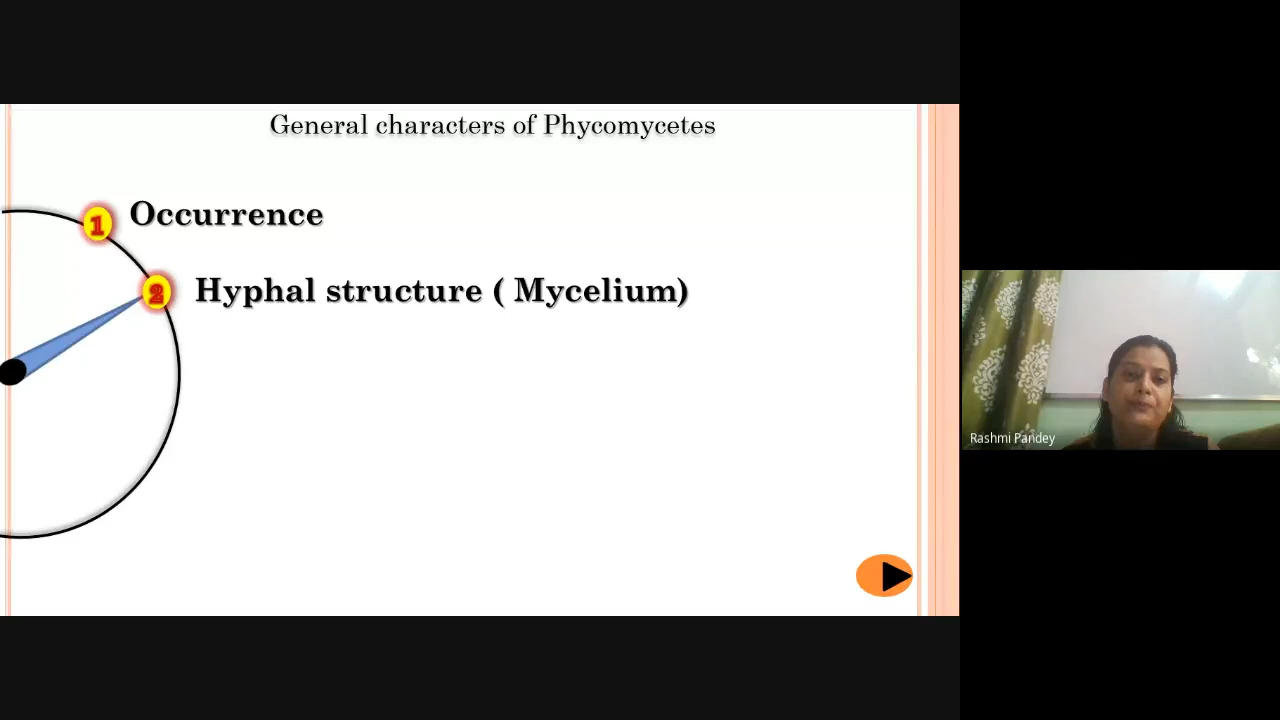 General characters of Phycomycetes
1 Occurrence
2 Hyphal structure ( Mycelium)
Rashmi Pandey